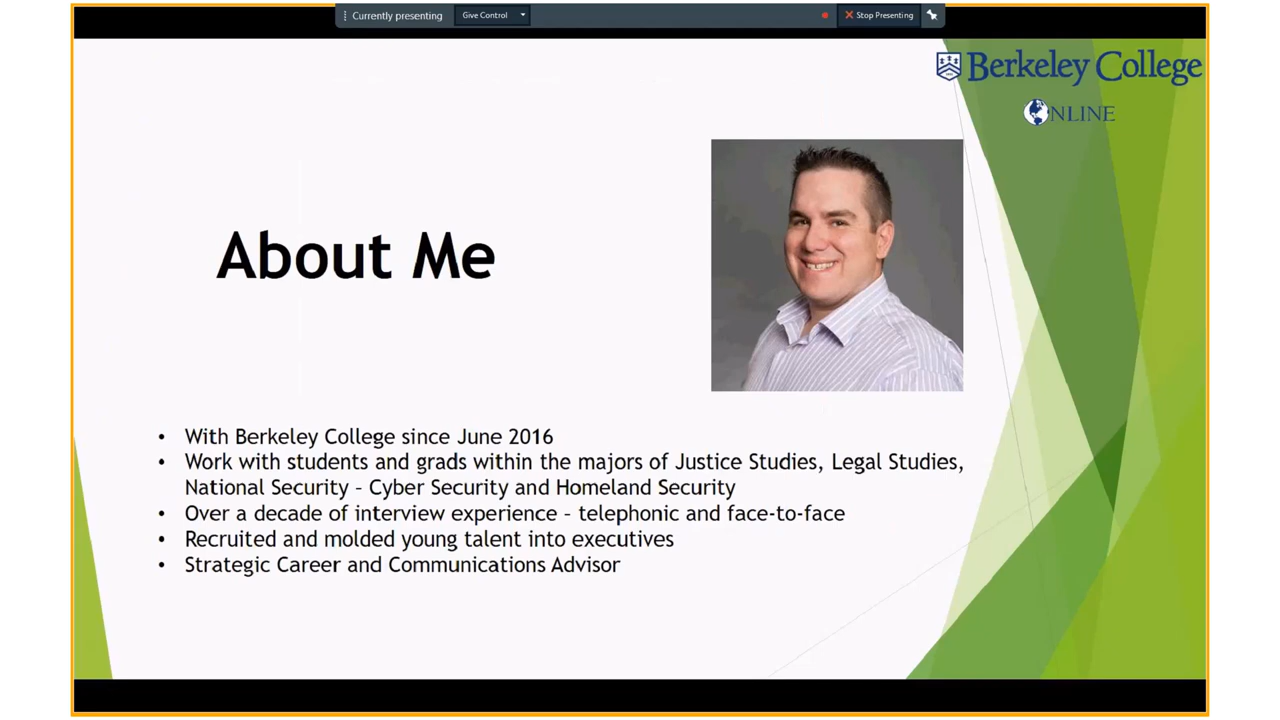 Currently presenting Give Control Stop Presenting
Berkeley College
ONLINE
About Me
• With Berkeley College since June 2016
• Work with students and grads within the majors of Justice Studies, Legal Studies,
National Security – Cyber Security and Homeland Security
• Over a decade of interview experience – telephonic and face-to-face
• Recruited and molded young talent into executives
• Strategic Career and Communications Advisor